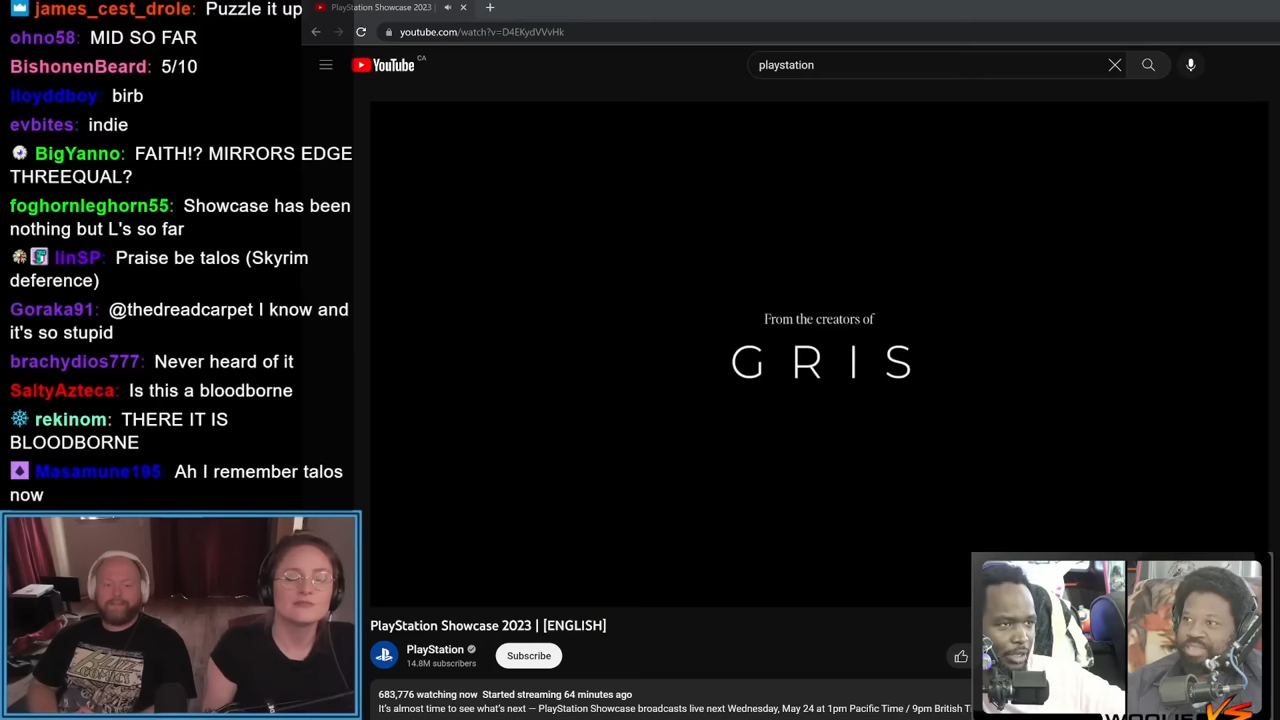 james_cest_drole: Puzzle it up
ohno58: MID SO FAR
BishonenBeard: 5/10
lloyddboy: birb
evbites: indie
BigYanno: FAITH!? MIRRORS EDGE
THREEQUAL?
foghornleghorn55: Showcase has been
nothing but L's so far
linSP: Praise be talos (Skyrim
deference)
Goraka91: @thedreadcarpet I know and
it's so stupid
brachydios777: Never heard of it
SaltyAzteca: Is this a bloodborne
rekinom: THERE IT IS
BLOODBORNE
Masamune195: Ah I remember talos
now
PlayStation Showcase 2023 |
youtube.com/watch?v=D4EKydVVvHk
YouTube CA
playstation
From the creators of
GRIS
PlayStation Showcase 2023 | [ENGLISH]
PlayStation
14.8M subscribers
Subscribe
683,776 watching now Started streaming 64 minutes ago
It's almost time to see what's next — PlayStation Showcase broadcasts live next Wednesday, May 24 at 1pm Pacific Time / 9pm British T
VS